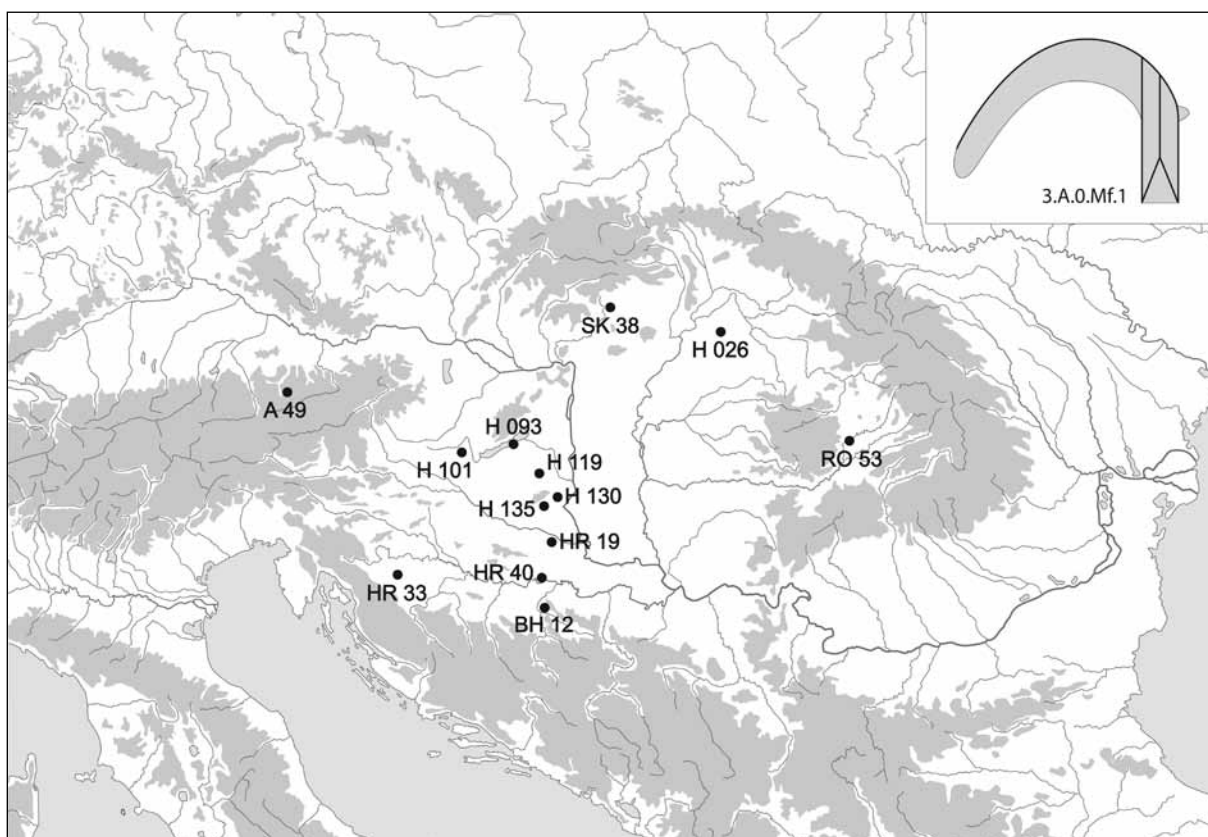 3.A.0.Mf.1
SK 38
H 026
A 49
H 093
H 101
RO 53
H 119
H 130
H 135
HR 19
HR 40
HR 33
BH 12